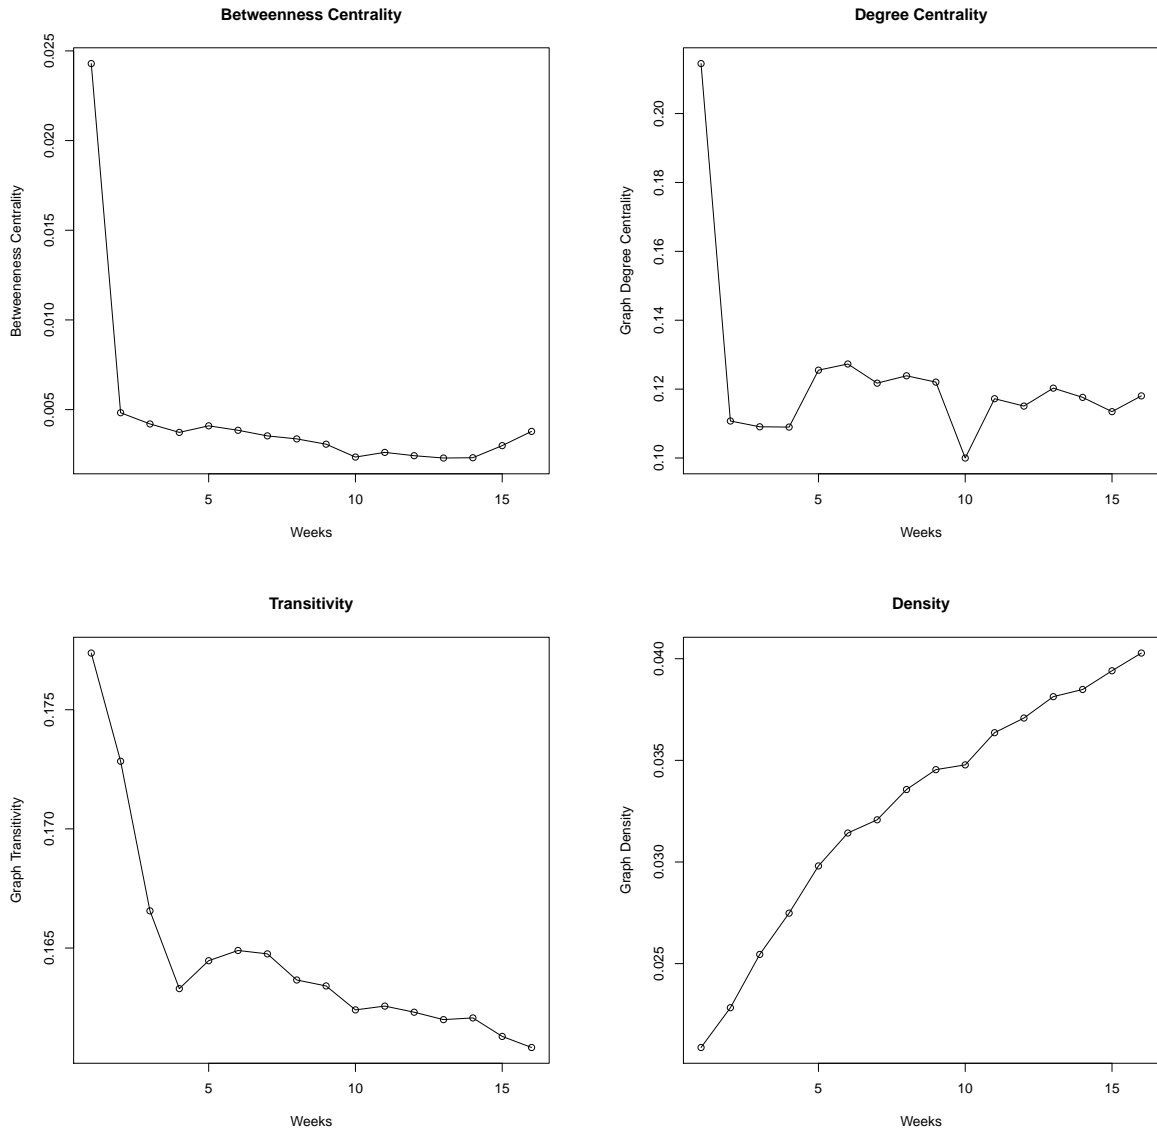 Betweenness Centrality
Betweeneness Centrality
0.025
0.020
0.015
0.010
0.005
5 10 15
Weeks
Degree Centrality
Graph Degree Centrality
0.20
0.18
0.16
0.14
0.12
0.10
5 10 15
Weeks
Transitivity
Graph Transitivity
0.175
0.170
0.165
5 10 15
Weeks
Density
Graph Density
0.040
0.035
0.030
0.025
5 10 15
Weeks